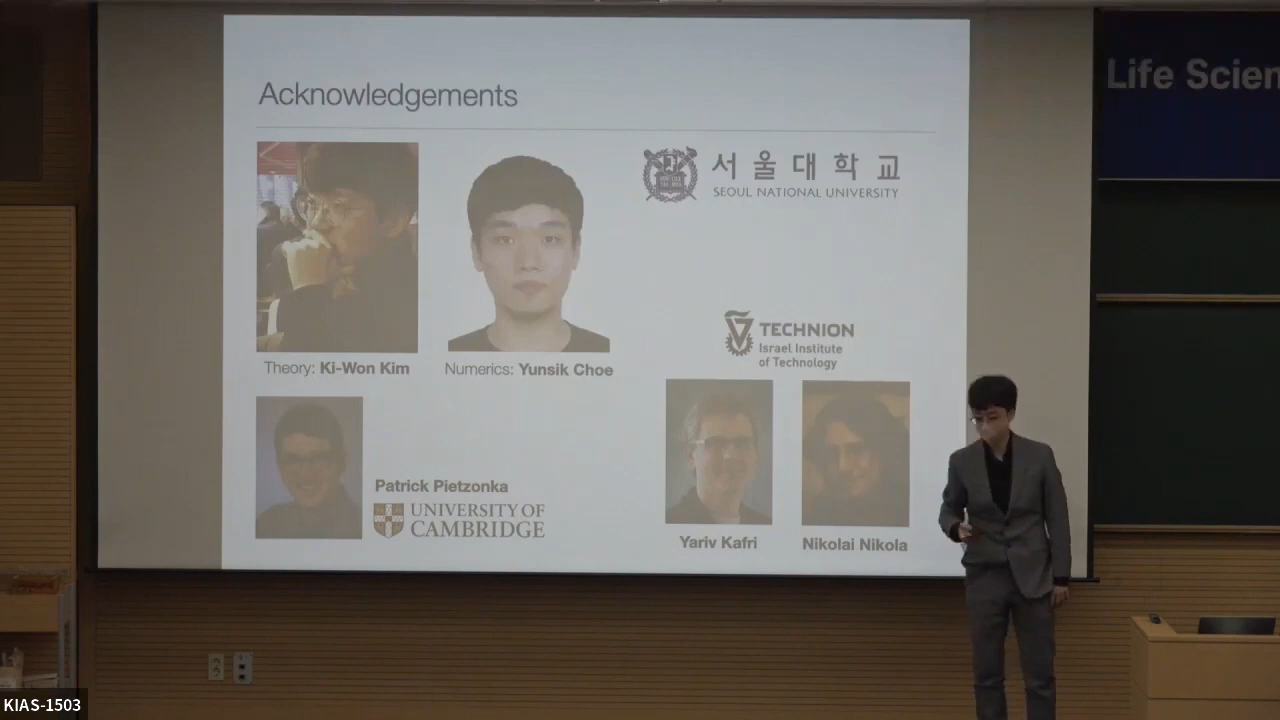 Life Scien
Acknowledgements
서울대학교
SEOUL NATIONAL UNIVERSITY
TECHNION
Israel Institute
of Technology
Theory: Ki-Won Kim
Numerics: Yunsik Choe
Patrick Pietzonka
UNIVERSITY OF
CAMBRIDGE
Yariv Kafri
Nikolai Nikola
KIAS-1503